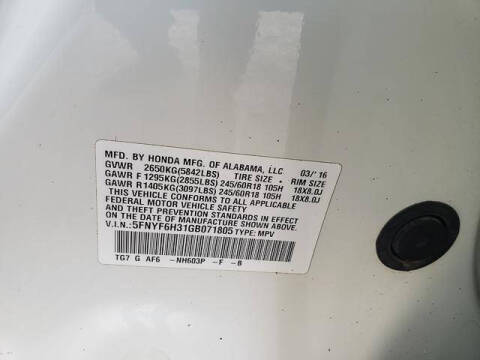 MFD. BY HONDA MFG. OF ALABAMA, LLC 03/'16
GVWR 2650KG(5842LBS) TIRE SIZE RIM SIZE
GAWR F 1295KG(2855LBS) 245/60R18 105H 18X8.0J
GAWR R 1405KG(3097LBS) 245/60R18 105H 18X8.0J
THIS VEHICLE CONFORMS TO ALL APPLICABLE
FEDERAL MOTOR VEHICLE SAFETY
AND THEFT PREVENTION STANDARDS IN EFFECT
ON THE DATE OF MANUFACTURE SHOWN ABOVE.
V.I.N.: 5FNYF6H31GB071805 TYPE: MPV
TG7 G AF6 -NH603P -F -B